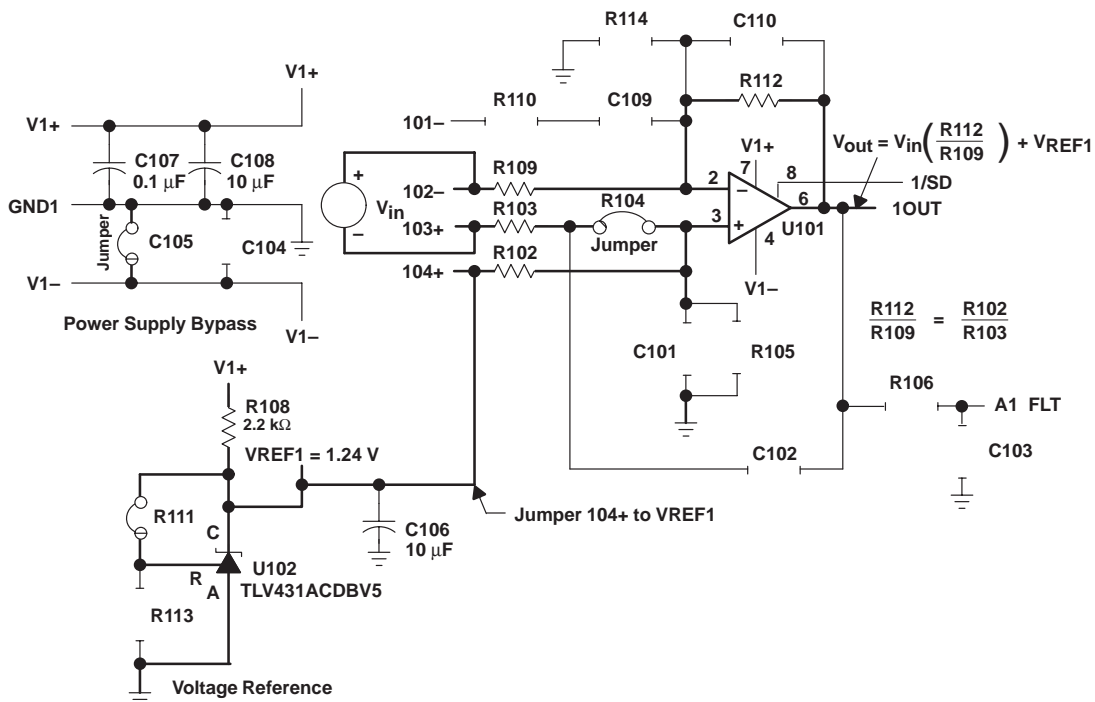 R114
C110
V1+
R112
V1+
R110
C109
101–
C107
0.1 μF
C108
10 μF
V1+
7
8
1/SD
Vout = Vin(R112/R109) + VREF1
R109
102–
2
–
+
Vin
–
GND1
R103
103+
R104
Jumper
3
+
6
1OUT
U101
4
Jumper
C105
C104
R102
104+
V1–
V1–
V1–
Power Supply Bypass
R112/R109 = R102/R103
C101
R105
V1+
R106
A1 FLT
R108
2.2 kΩ
C103
VREF1 = 1.24 V
C102
R111
Jumper 104+ to VREF1
C106
10 μF
C
U102
R
A
TLV431ACDBV5
R113
Voltage Reference